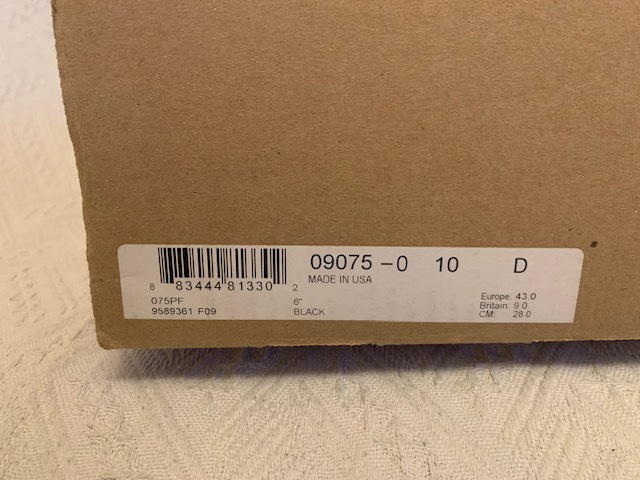 09075 -0 10 D
MADE IN USA
8 83444 81330 2
075PF 6"
9589361 F09 BLACK
Europe: 43.0
Britain: 9.0
CM: 28.0